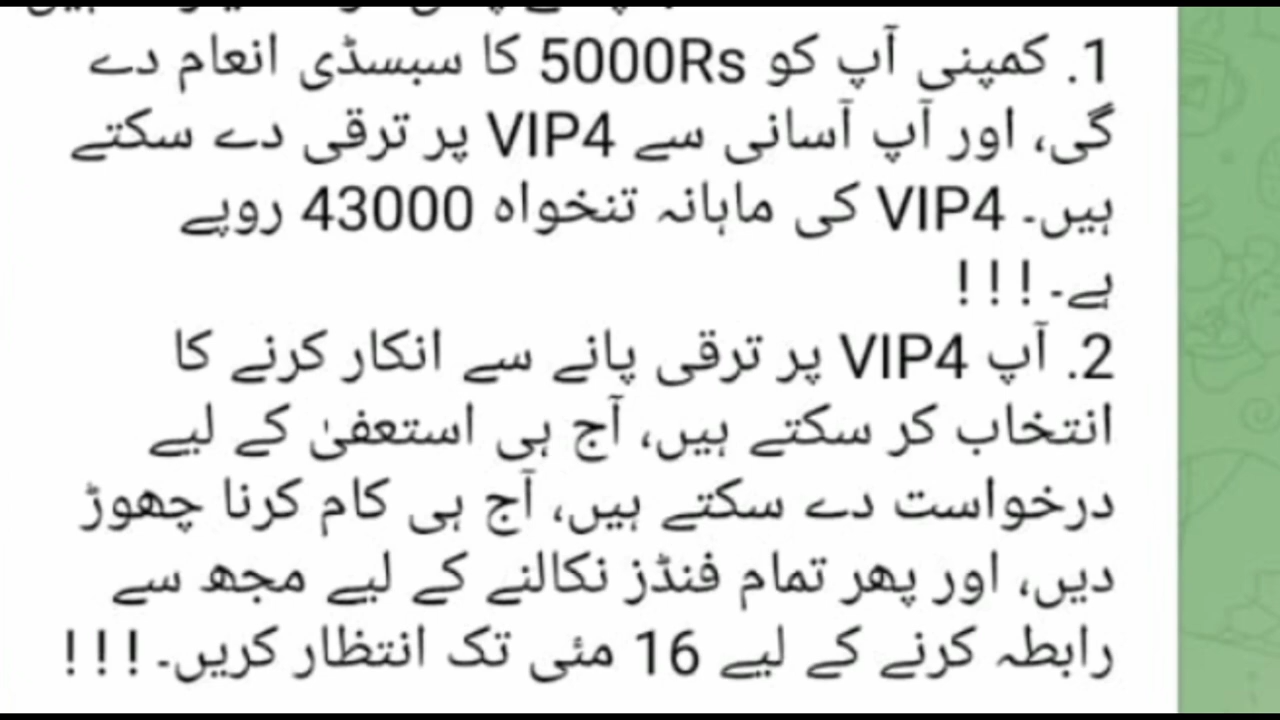 1. کمپنی آپ کو 5000Rs کا سبسڈی انعام دے
گی، اور آپ آسانی سے VIP4 پر ترقی دے سکتے
ہیں۔ VIP4 کی ماہانہ تنخواہ 43000 روپے
ہے۔ ! ! !
2. آپ VIP4 پر ترقی پانے سے انکار کرنے کا
انتخاب کر سکتے ہیں، آج ہی استعفیٰ کے لیے
درخواست دے سکتے ہیں، آج ہی کام کرنا چھوڑ
دیں، اور پھر تمام فنڈز نکالنے کے لیے مجھ سے
رابطہ کرنے کے لیے 16 مئی تک انتظار کریں۔ ! ! !